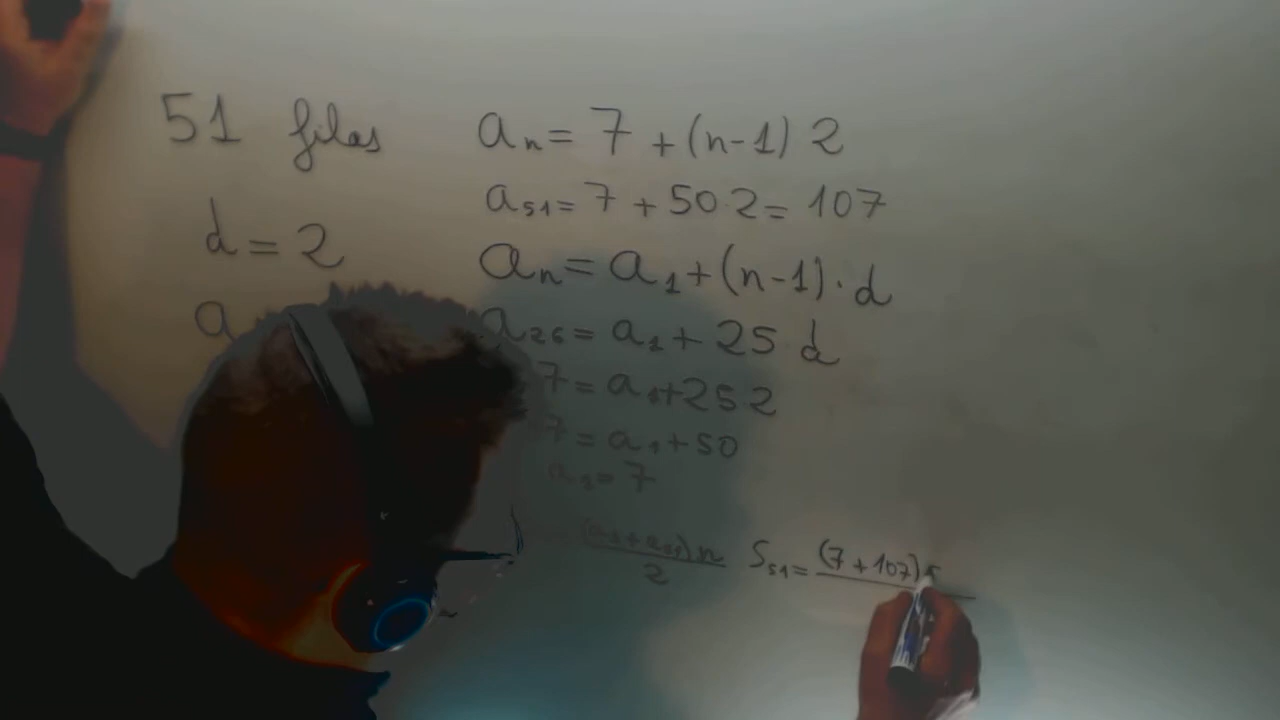 51 filas
d = 2
a
aₙ = 7 + (n-1) 2
a₅₁ = 7 + 50 2 = 107
aₙ = a₁ + (n-1) · d
a₂₆ = a₁ + 25 d
7 = a₁ + 25 2
7 = a₁ + 50
a₁ = 7
(a₁ + a₅₁) n / 2
S₅₁ = (7 + 107)